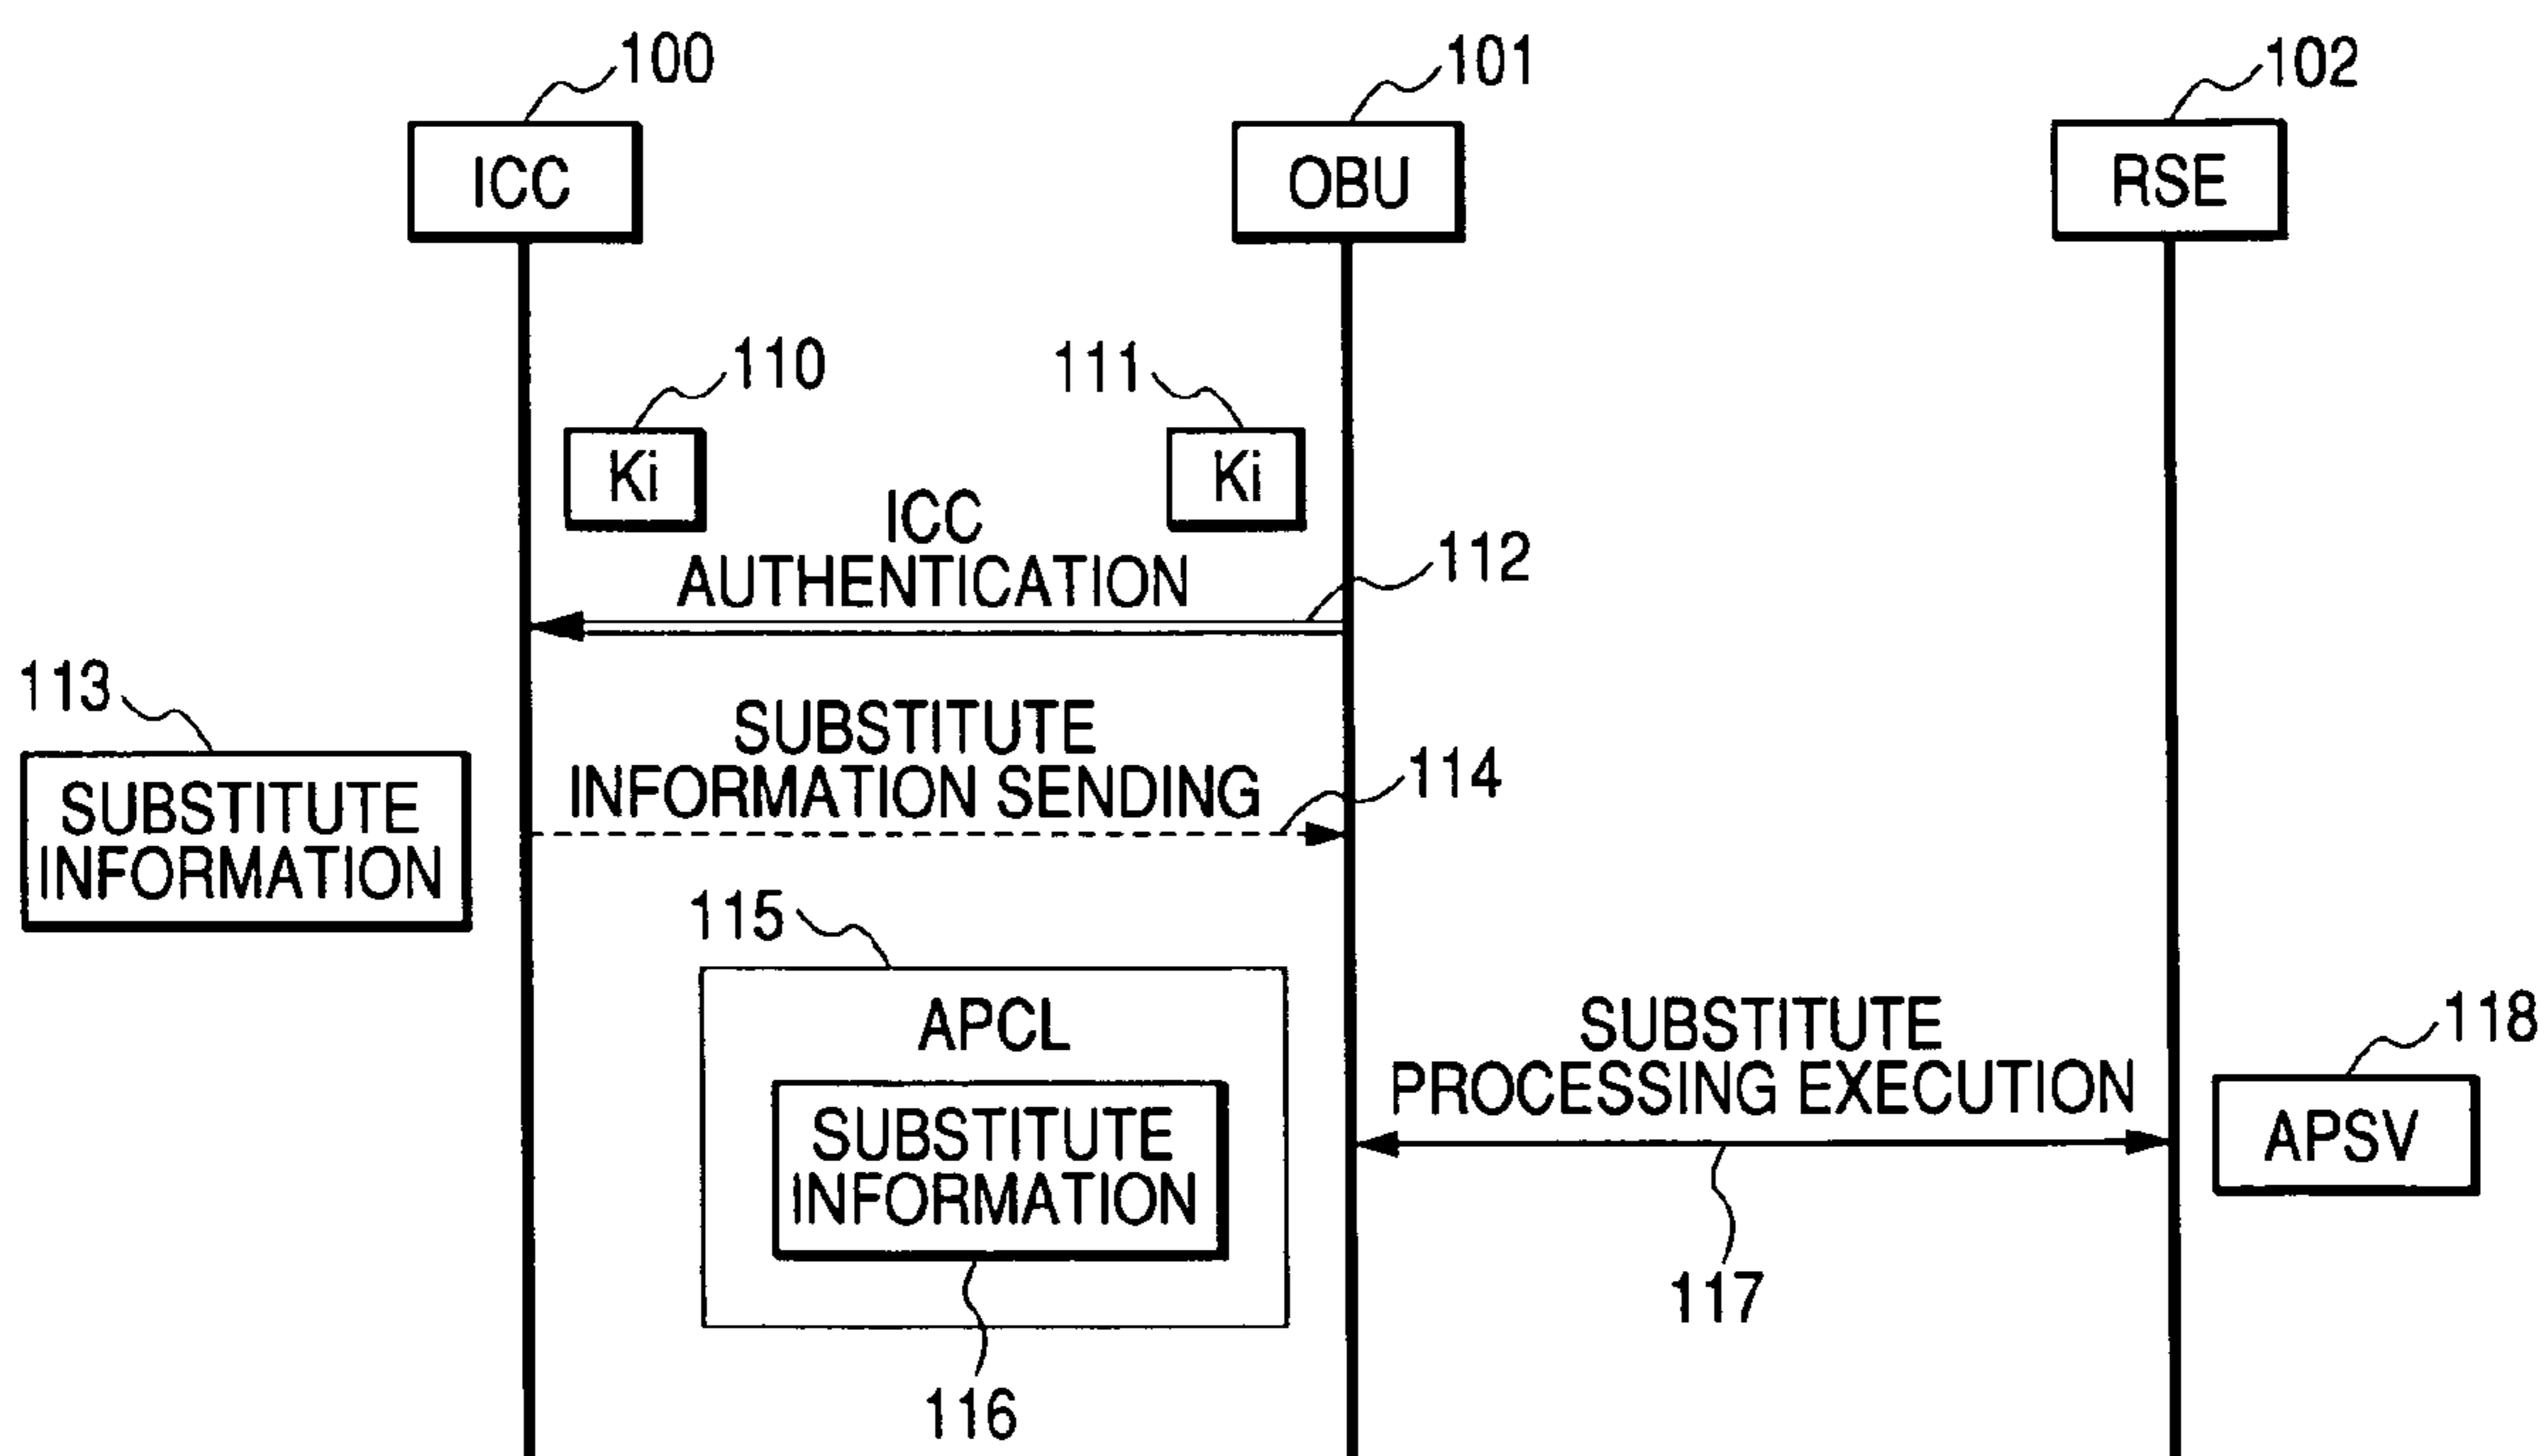 100
101
102
ICC
OBU
RSE
110
111
Ki
Ki
ICC
AUTHENTICATION
112
113
SUBSTITUTE
INFORMATION
SUBSTITUTE
INFORMATION SENDING
114
115
APCL
SUBSTITUTE
INFORMATION
116
SUBSTITUTE
PROCESSING EXECUTION
117
118
APSV